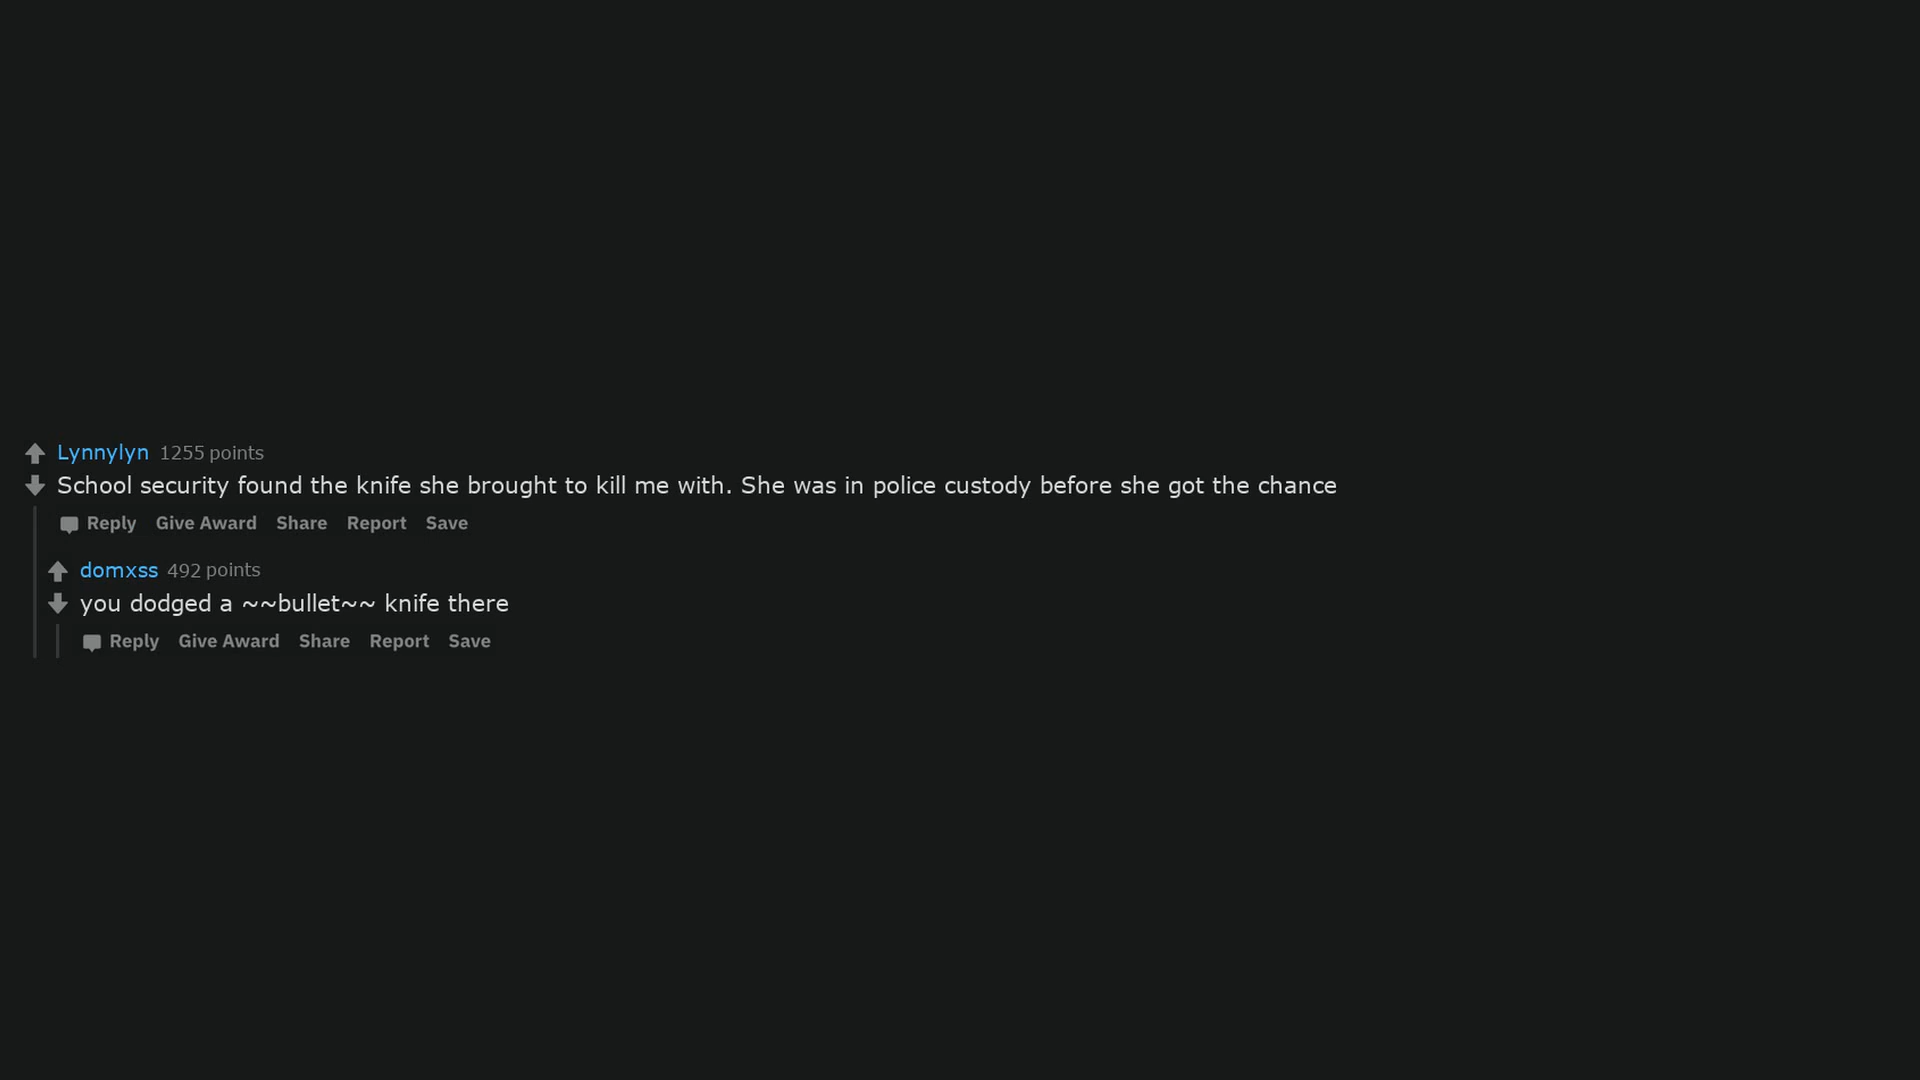 Lynnylyn 1255 points
School security found the knife she brought to kill me with. She was in police custody before she got the chance
Reply Give Award Share Report Save
domxss 492 points
you dodged a ~~bullet~~ knife there
Reply Give Award Share Report Save